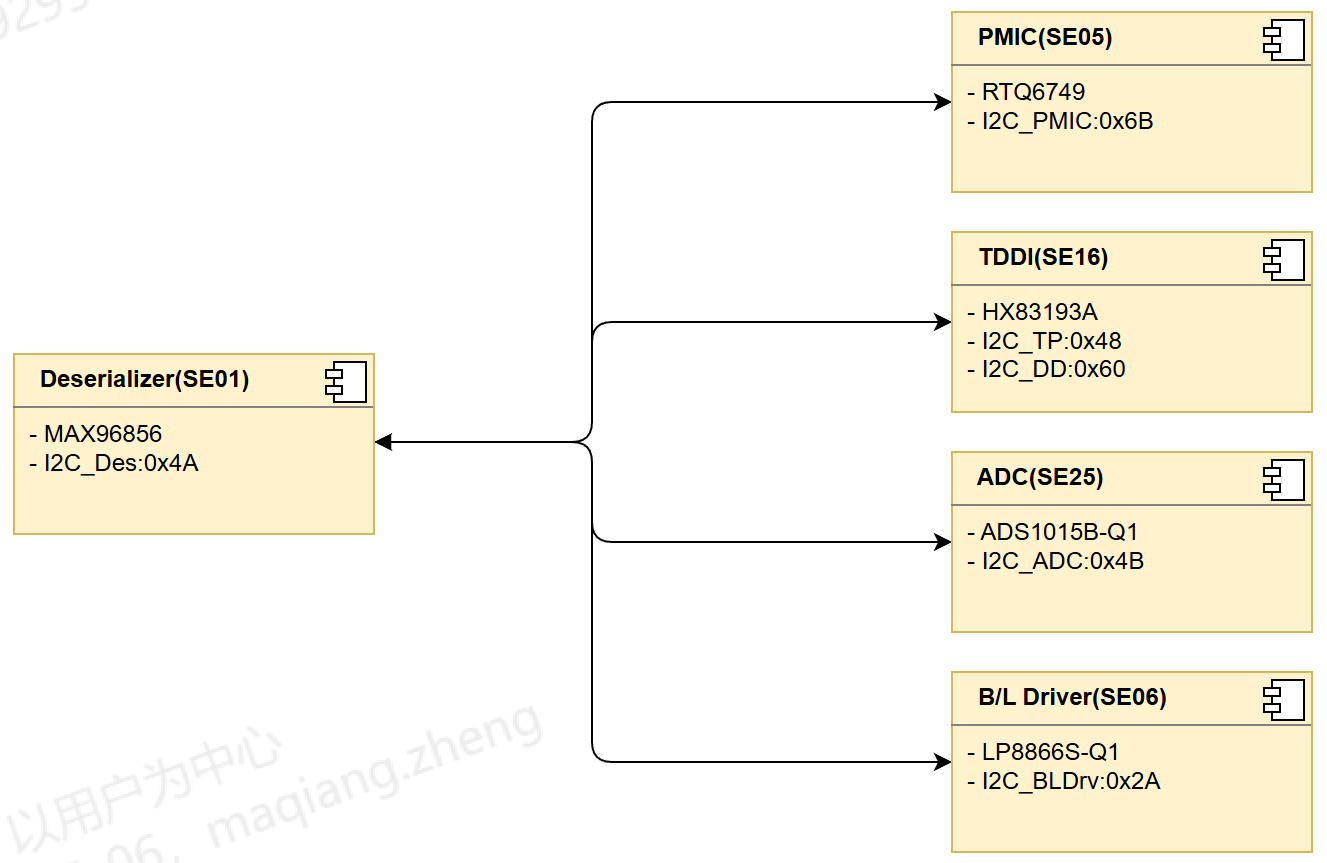 PMIC(SE05)
- RTQ6749
- I2C_PMIC:0x6B
TDDI(SE16)
- HX83193A
- I2C_TP:0x48
- I2C_DD:0x60
Deserializer(SE01)
- MAX96856
- I2C_Des:0x4A
ADC(SE25)
- ADS1015B-Q1
- I2C_ADC:0x4B
B/L Driver(SE06)
- LP8866S-Q1
- I2C_BLDrv:0x2A
以用户为中心
06, maqiang.zheng